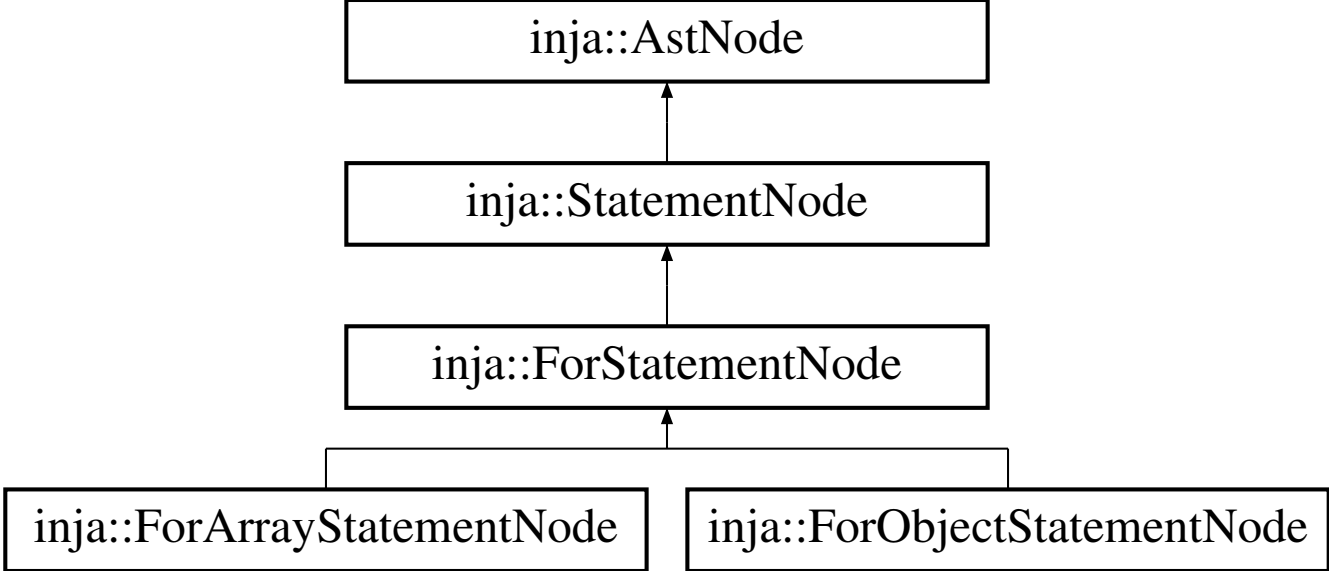 inja::AstNode
inja::StatementNode
inja::ForStatementNode
inja::ForArrayStatementNode
inja::ForObjectStatementNode